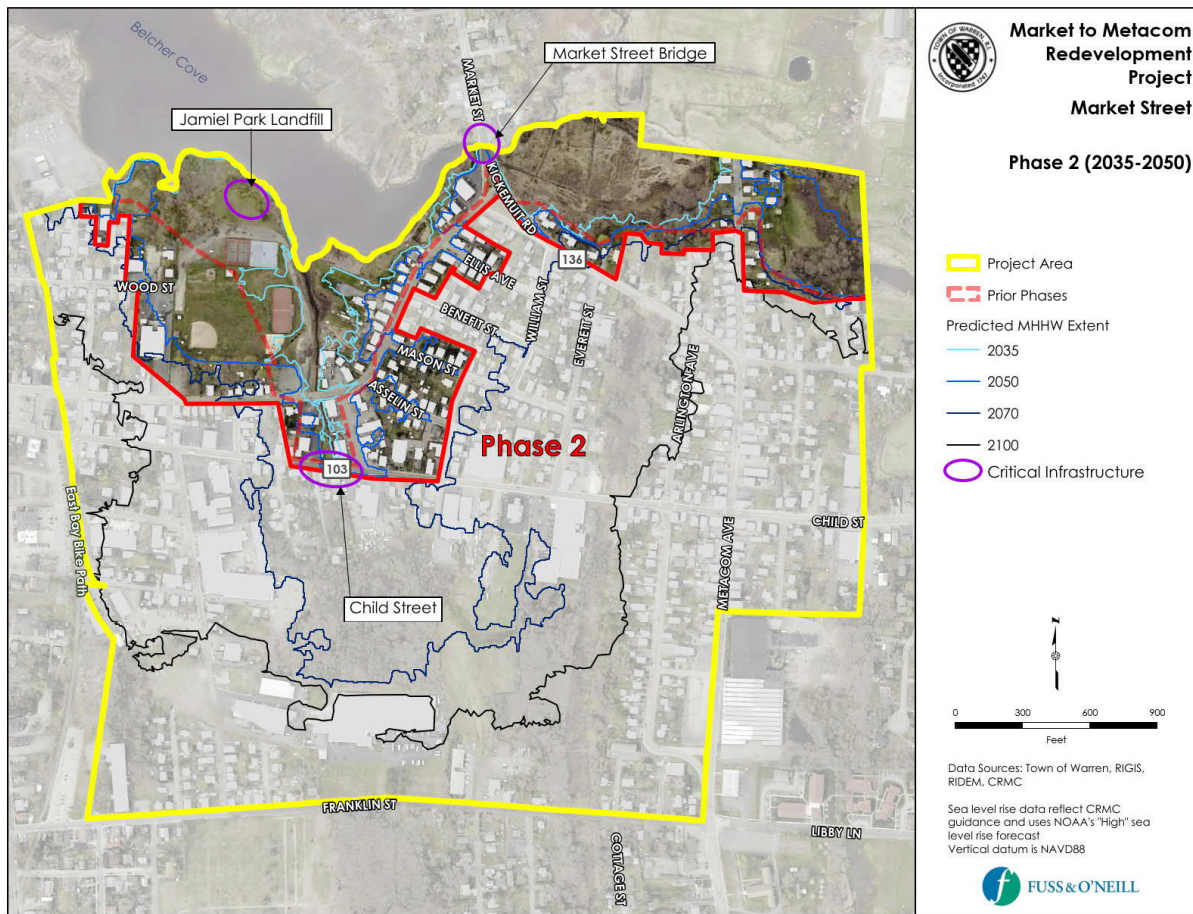 Belcher Cove
Market Street Bridge
MARKET ST
Jamiel Park Landfill
KICKEMUIT RD
136
ELLIS AVE
WOOD ST
WILLIAM ST
BENEFIT ST
EVERETT ST
MASON ST
ASSELIN ST
ARLINGTON AVE
Phase 2
103
CHILD ST
East Bay Bike Path
METACOM AVE
Child Street
FRANKLIN ST
LIBBY LN
COTTAGE ST
TOWN OF WARREN, R.I.
Incorporated 1747
Market to Metacom
Redevelopment
Project
Market Street
Phase 2 (2035-2050)
Project Area
Prior Phases
Predicted MHHW Extent
2035
2050
2070
2100
Critical Infrastructure
Z
0 300 600 900
Feet
Data Sources: Town of Warren, RIGIS,
RIDEM, CRMC
Sea level rise data reflect CRMC
guidance and uses NOAA's "High" sea
level rise forecast
Vertical datum is NAVD88
f
FUSS & O'NEILL